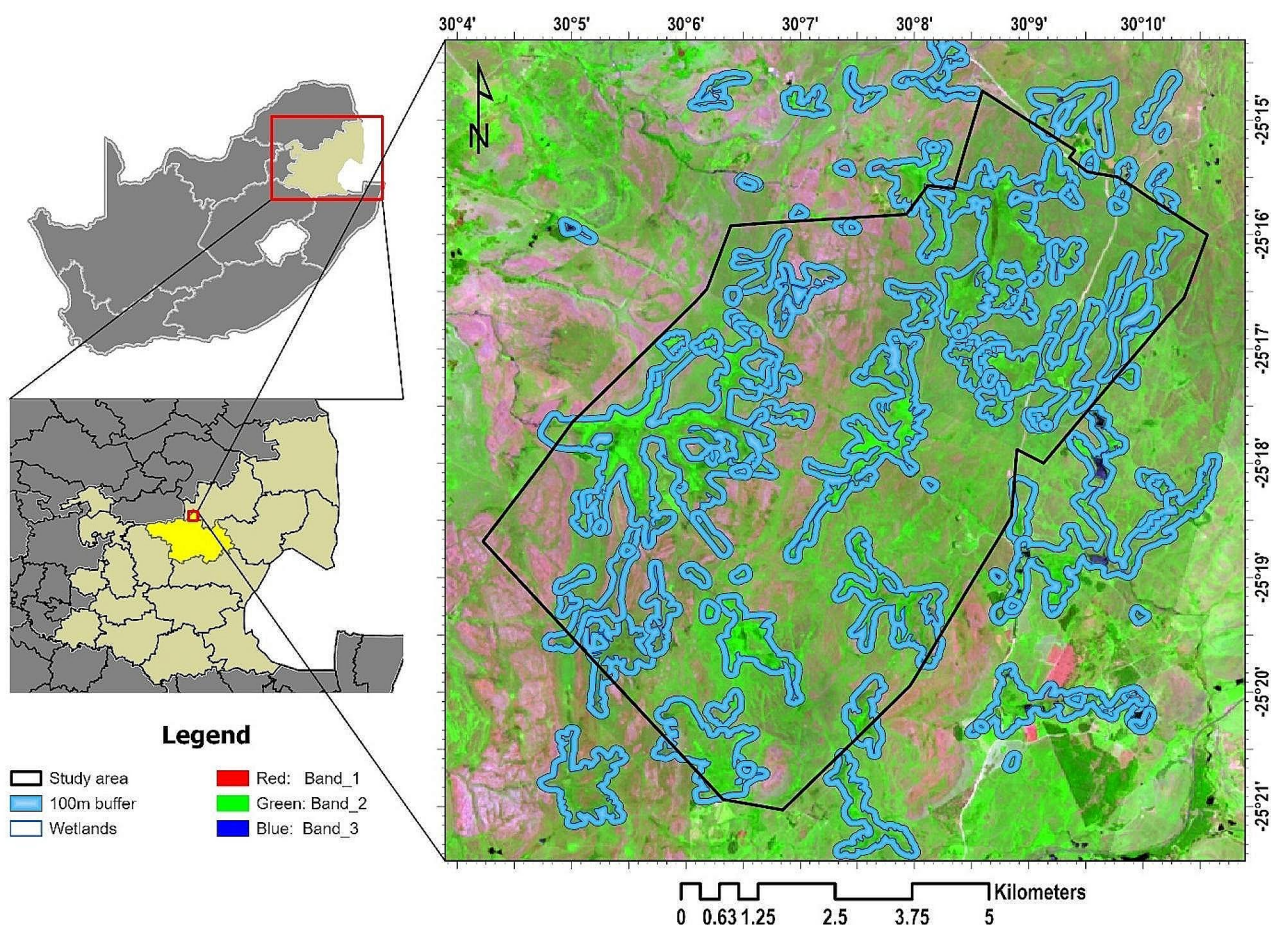 30°4' 30°5' 30°6' 30°7' 30°8' 30°9' 30°10'
N
-25°15'
-25°16'
-25°17'
-25°18'
-25°19'
-25°20'
-25°21'
Legend
Study area
100m buffer
Wetlands
Red: Band_1
Green: Band_2
Blue: Band_3
Kilometers
0 0.63 1.25 2.5 3.75 5